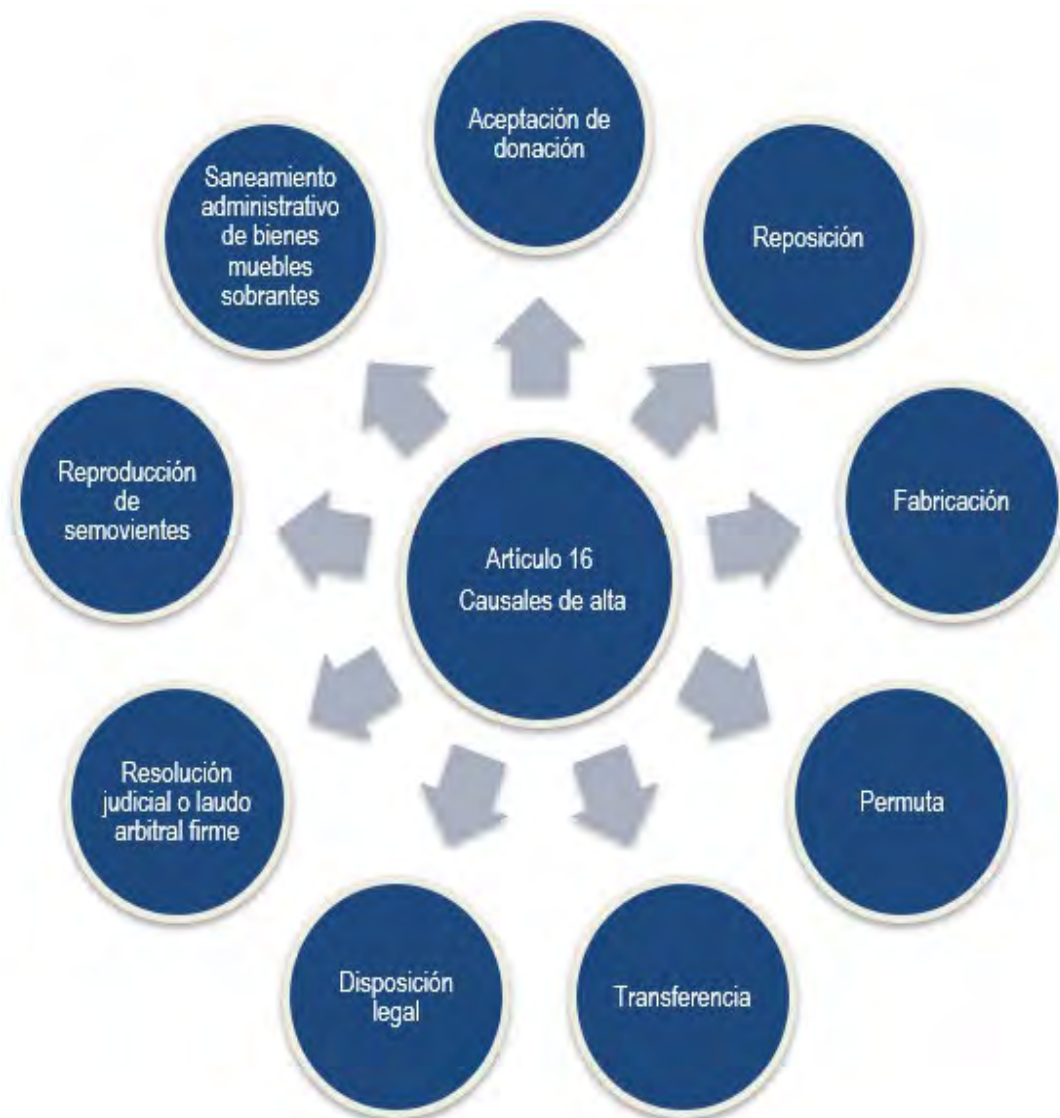 Aceptación de
donación
Reposición
Fabricación
Permuta
Transferencia
Disposición
legal
Resolución
judicial o laudo
arbitral firme
Reproducción
de
semovientes
Saneamiento
administrativo
de bienes
muebles
sobrantes
Artículo 16
Causales de alta